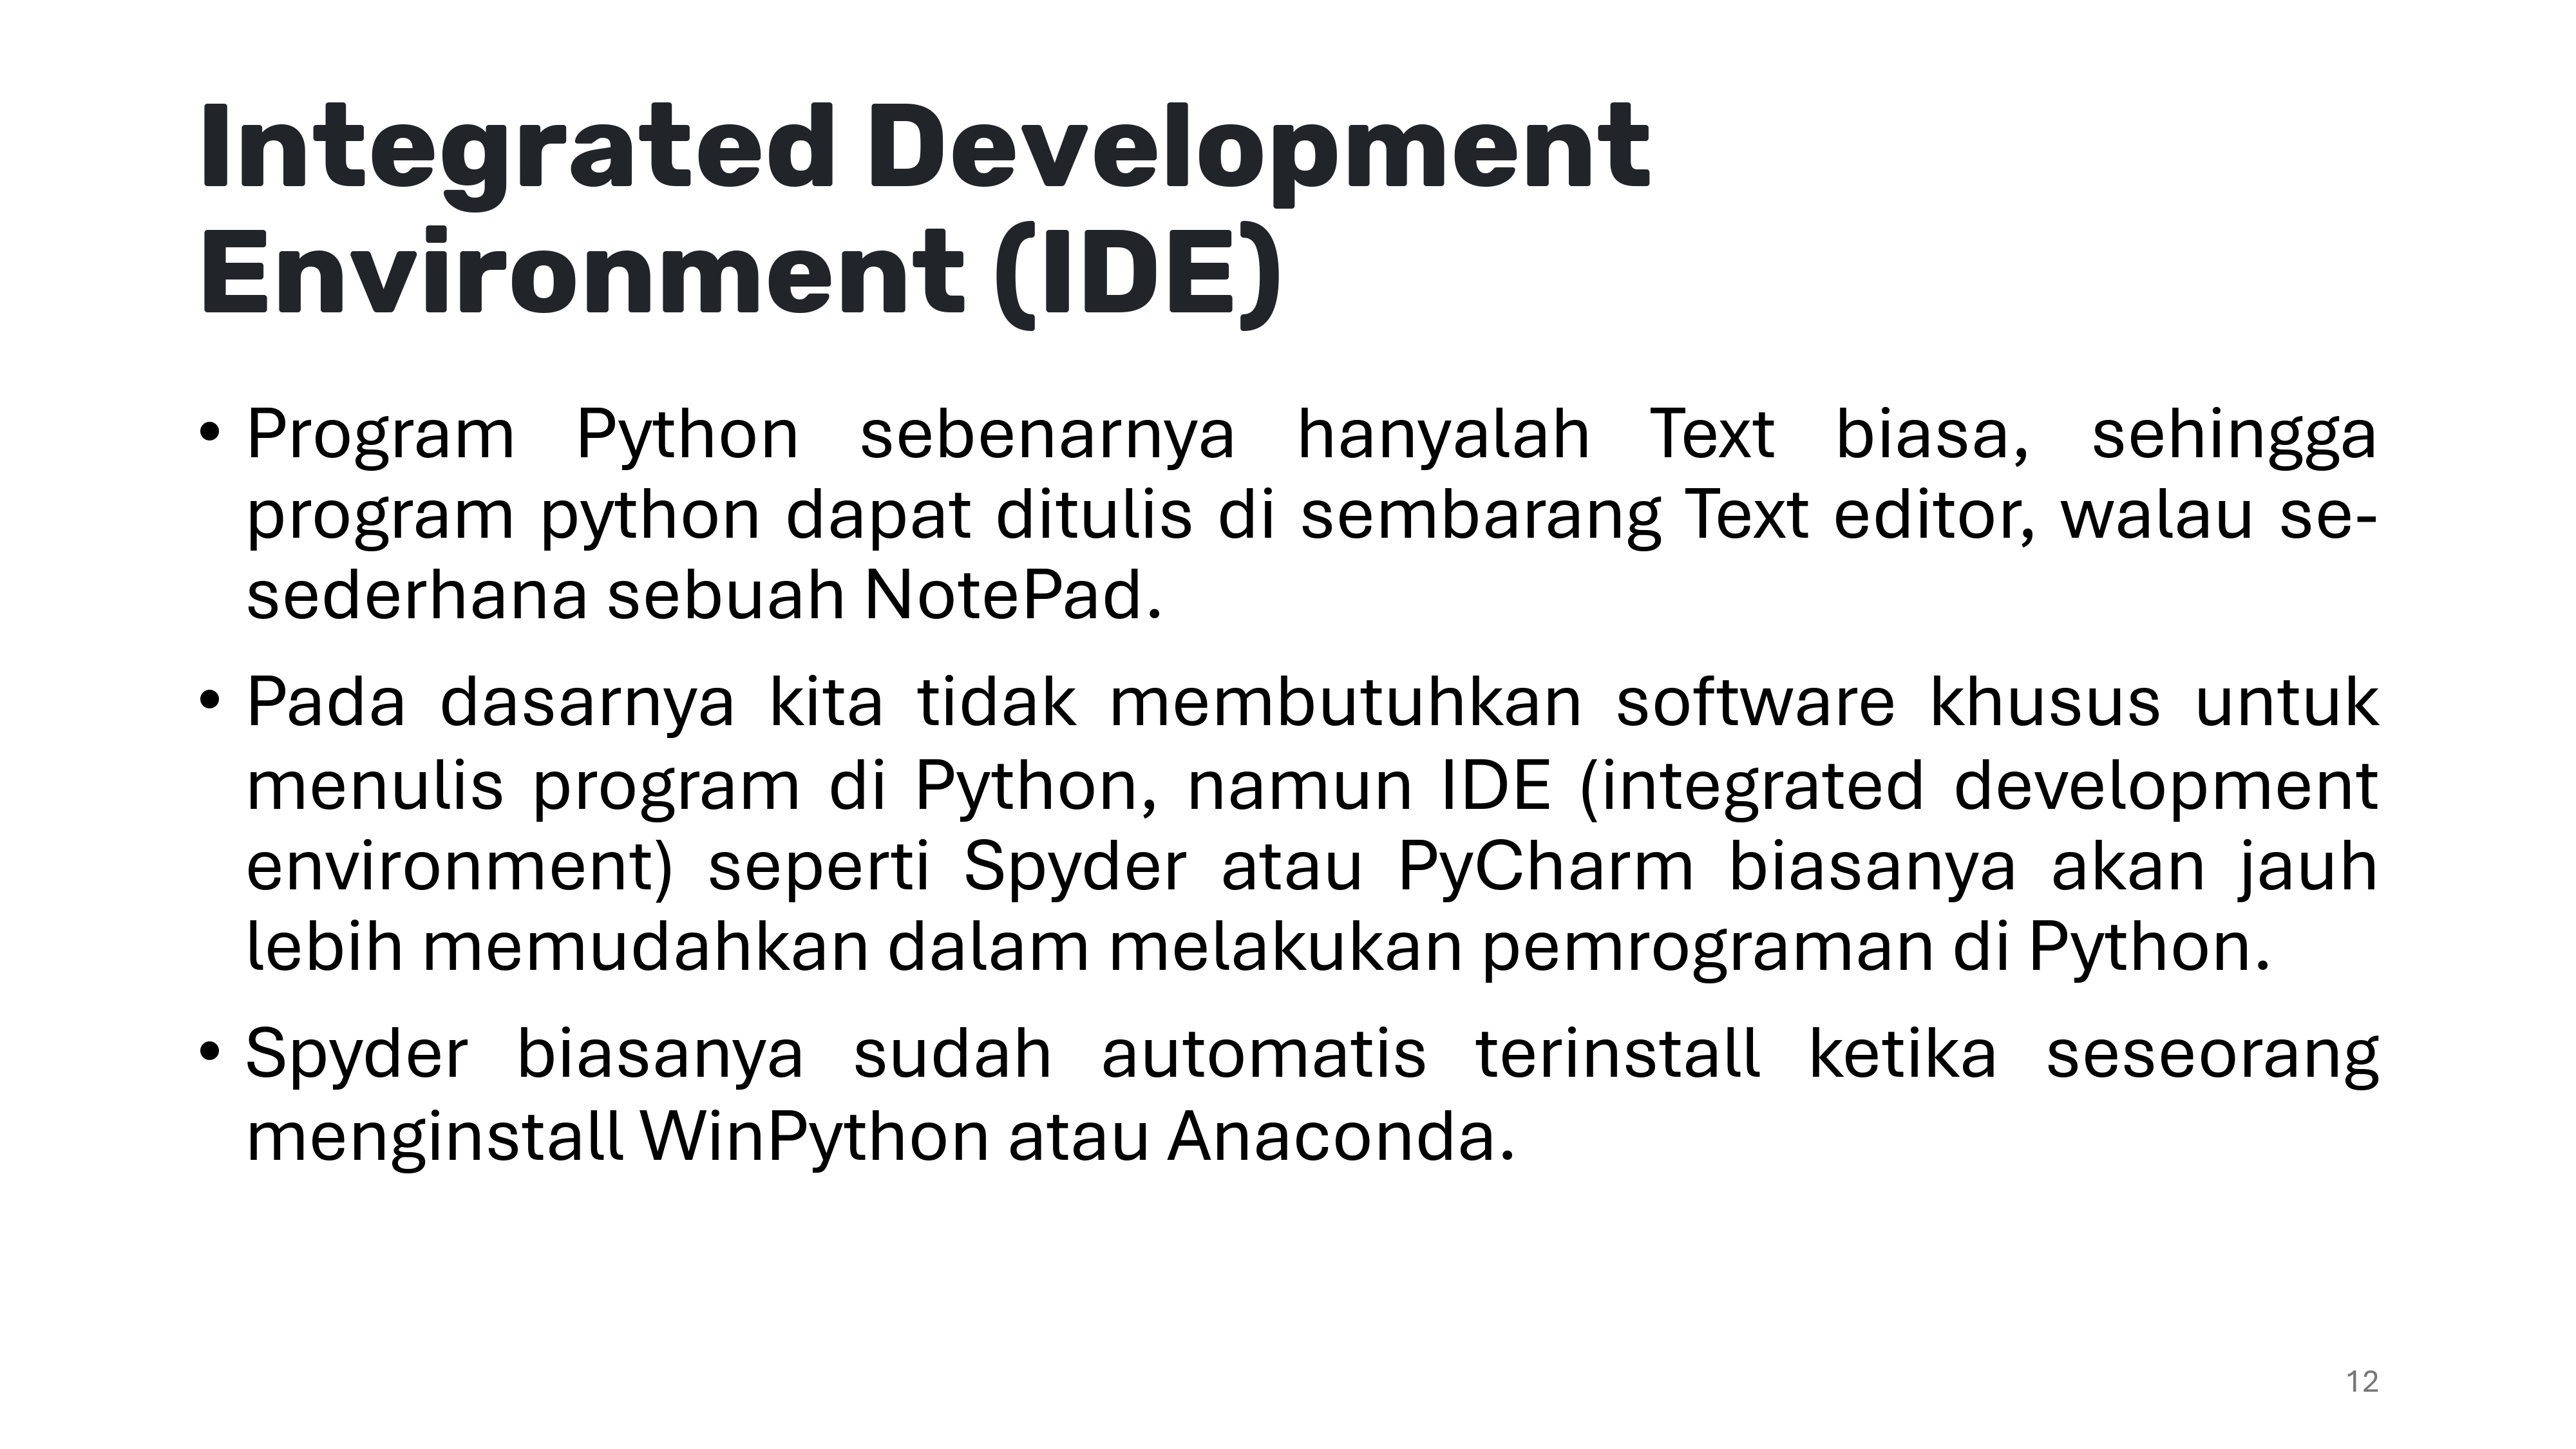 Integrated Development
Environment (IDE)
• Program Python sebenarnya hanyalah Text biasa, sehingga
program python dapat ditulis di sembarang Text editor, walau se-
sederhana sebuah NotePad.
• Pada dasarnya kita tidak membutuhkan software khusus untuk
menulis program di Python, namun IDE (integrated development
environment) seperti Spyder atau PyCharm biasanya akan jauh
lebih memudahkan dalam melakukan pemrograman di Python.
• Spyder biasanya sudah automatis terinstall ketika seseorang
menginstall WinPython atau Anaconda.
12